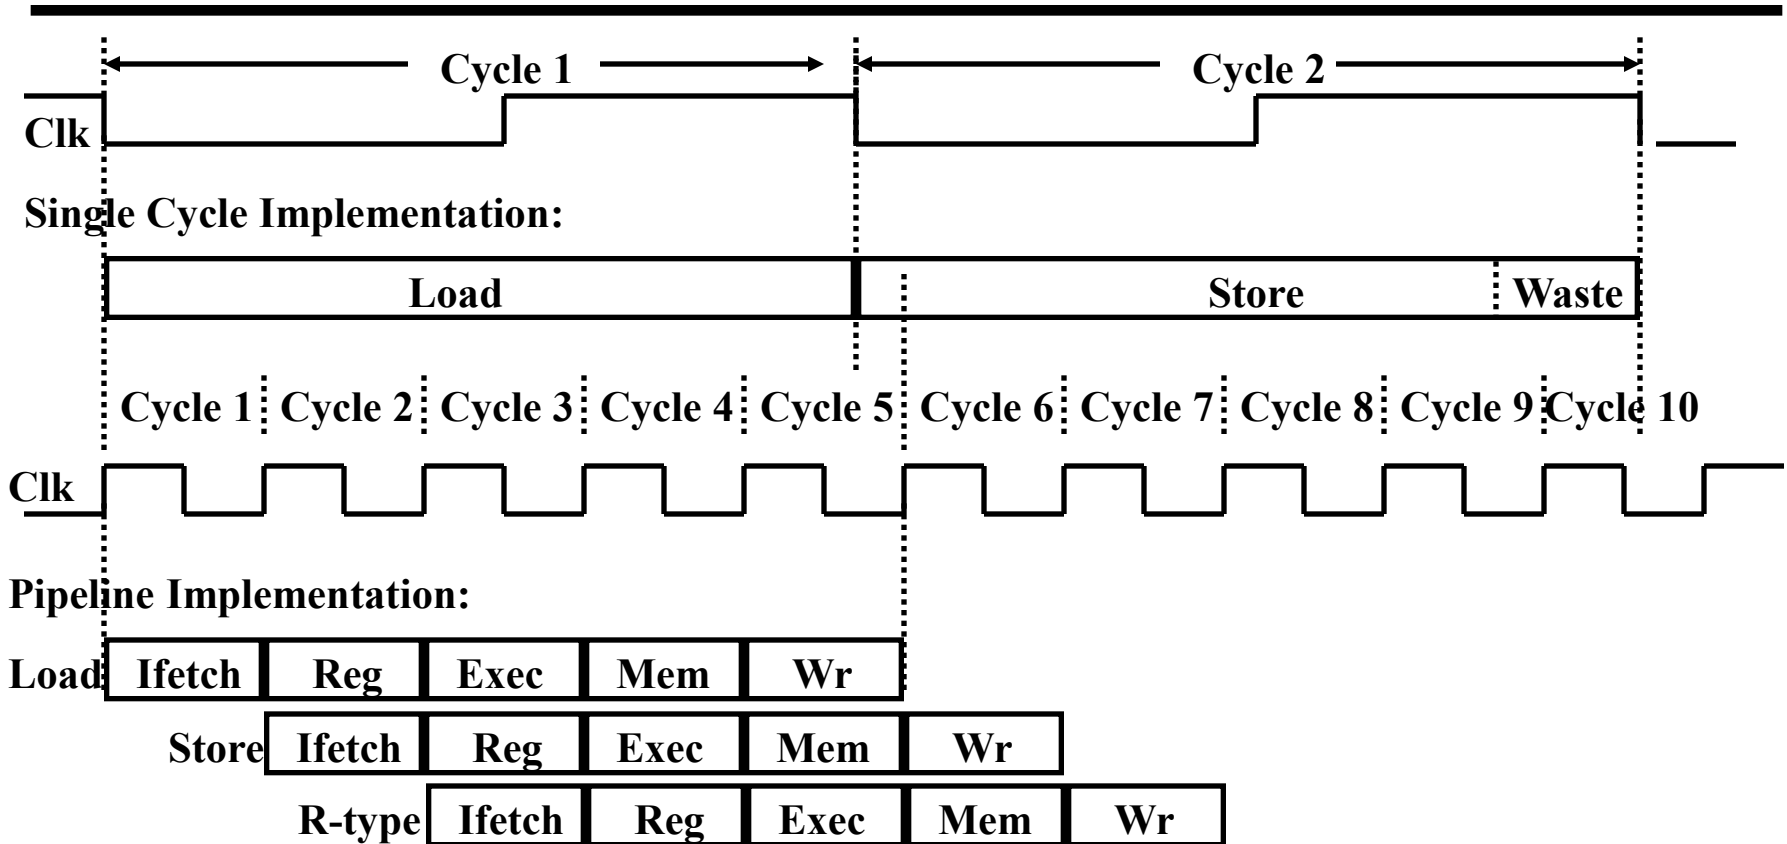 Cycle 1 Cycle 2
Clk
Single Cycle Implementation:
Load Store Waste
Cycle 1 Cycle 2 Cycle 3 Cycle 4 Cycle 5 Cycle 6 Cycle 7 Cycle 8 Cycle 9 Cycle 10
Clk
Pipeline Implementation:
Load Ifetch Reg Exec Mem Wr
Store Ifetch Reg Exec Mem Wr
R-type Ifetch Reg Exec Mem Wr